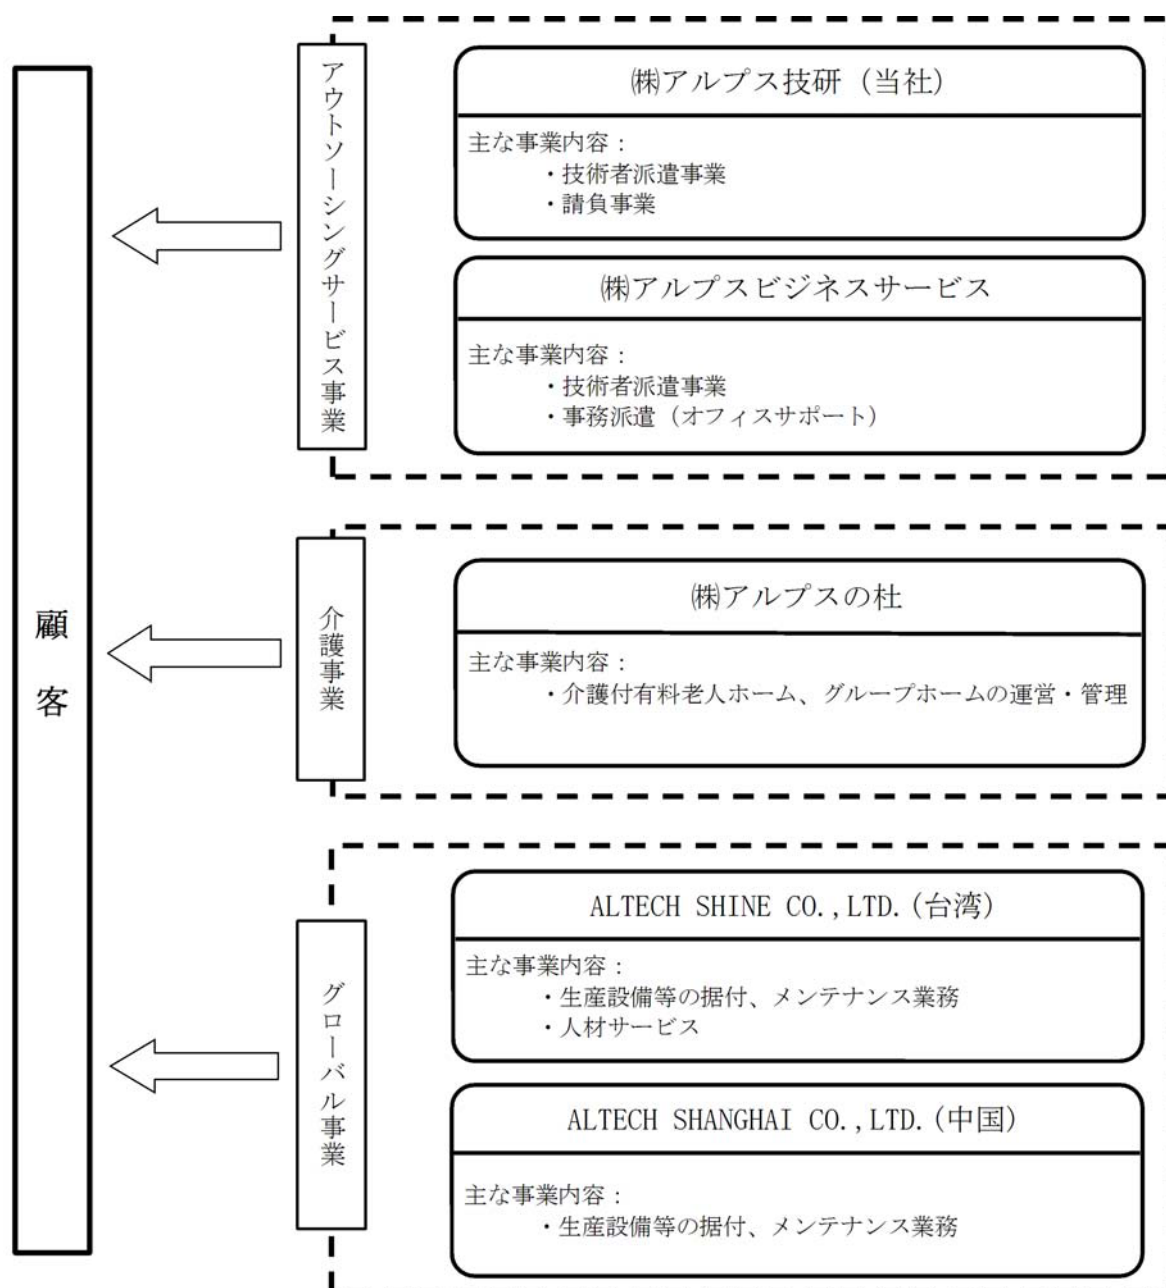 顧客
アウトソーシングサービス事業
㈱アルプス技研（当社）
主な事業内容：
・技術者派遣事業
・請負事業
㈱アルプスビジネスサービス
主な事業内容：
・技術者派遣事業
・事務派遣（オフィスサポート）
介護事業
㈱アルプスの杜
主な事業内容：
・介護付有料老人ホーム、グループホームの運営・管理
グローバル事業
ALTECH SHINE CO.,LTD.(台湾)
主な事業内容：
・生産設備等の据付、メンテナンス業務
・人材サービス
ALTECH SHANGHAI CO.,LTD.(中国)
主な事業内容：
・生産設備等の据付、メンテナンス業務